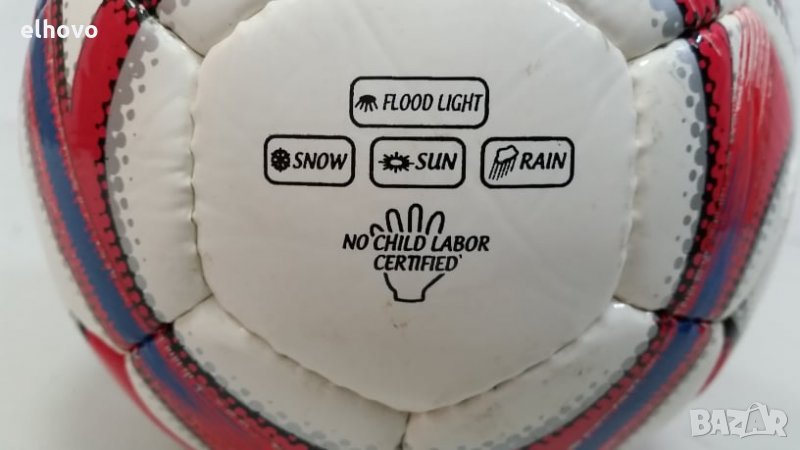 elhovo
FLOOD LIGHT
SNOW SUN RAIN
NO CHILD LABOR
CERTIFIED
BAZAR